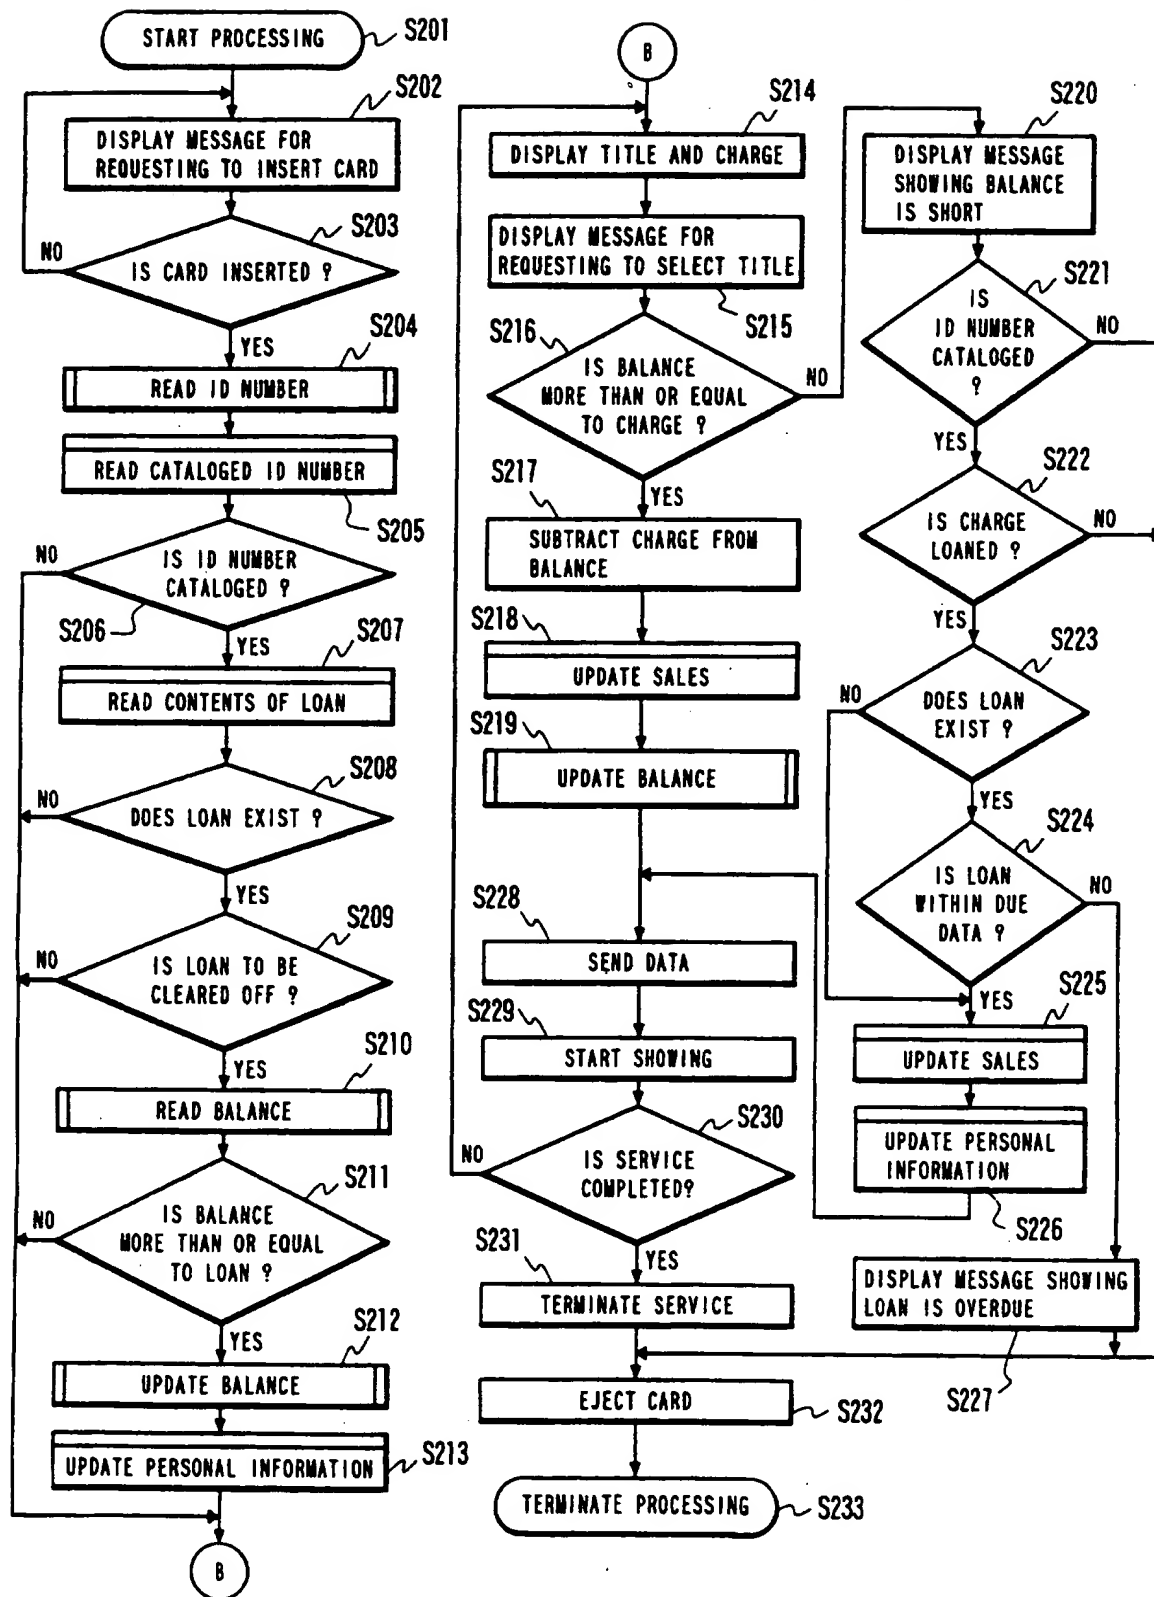 START PROCESSING
S201
S202
DISPLAY MESSAGE FOR
REQUESTING TO INSERT CARD
S203
NO
IS CARD INSERTED ?
YES
S204
READ ID NUMBER
READ CATALOGED ID NUMBER
S205
NO
IS ID NUMBER
CATALOGED ?
S206
YES
S207
READ CONTENTS OF LOAN
S208
NO
DOES LOAN EXIST ?
YES
S209
NO
IS LOAN TO BE
CLEARED OFF ?
YES
S210
READ BALANCE
S211
NO
IS BALANCE
MORE THAN OR EQUAL
TO LOAN ?
YES
S212
UPDATE BALANCE
UPDATE PERSONAL INFORMATION
S213
B
B
S214
DISPLAY TITLE AND CHARGE
DISPLAY MESSAGE FOR
REQUESTING TO SELECT TITLE
S215
S216
IS BALANCE
MORE THAN OR EQUAL
TO CHARGE ?
NO
YES
S217
SUBTRACT CHARGE FROM
BALANCE
S218
UPDATE SALES
S219
UPDATE BALANCE
S228
SEND DATA
S229
START SHOWING
S230
NO
IS SERVICE
COMPLETED?
YES
S231
TERMINATE SERVICE
EJECT CARD
S232
TERMINATE PROCESSING
S233
S220
DISPLAY MESSAGE
SHOWING BALANCE
IS SHORT
S221
IS
ID NUMBER
CATALOGED
?
NO
YES
S222
IS CHARGE
LOANED ?
NO
YES
S223
NO
DOES LOAN
EXIST ?
YES
S224
IS LOAN
WITHIN DUE
DATA ?
NO
YES
S225
UPDATE SALES
UPDATE PERSONAL
INFORMATION
S226
DISPLAY MESSAGE SHOWING
LOAN IS OVERDUE
S227